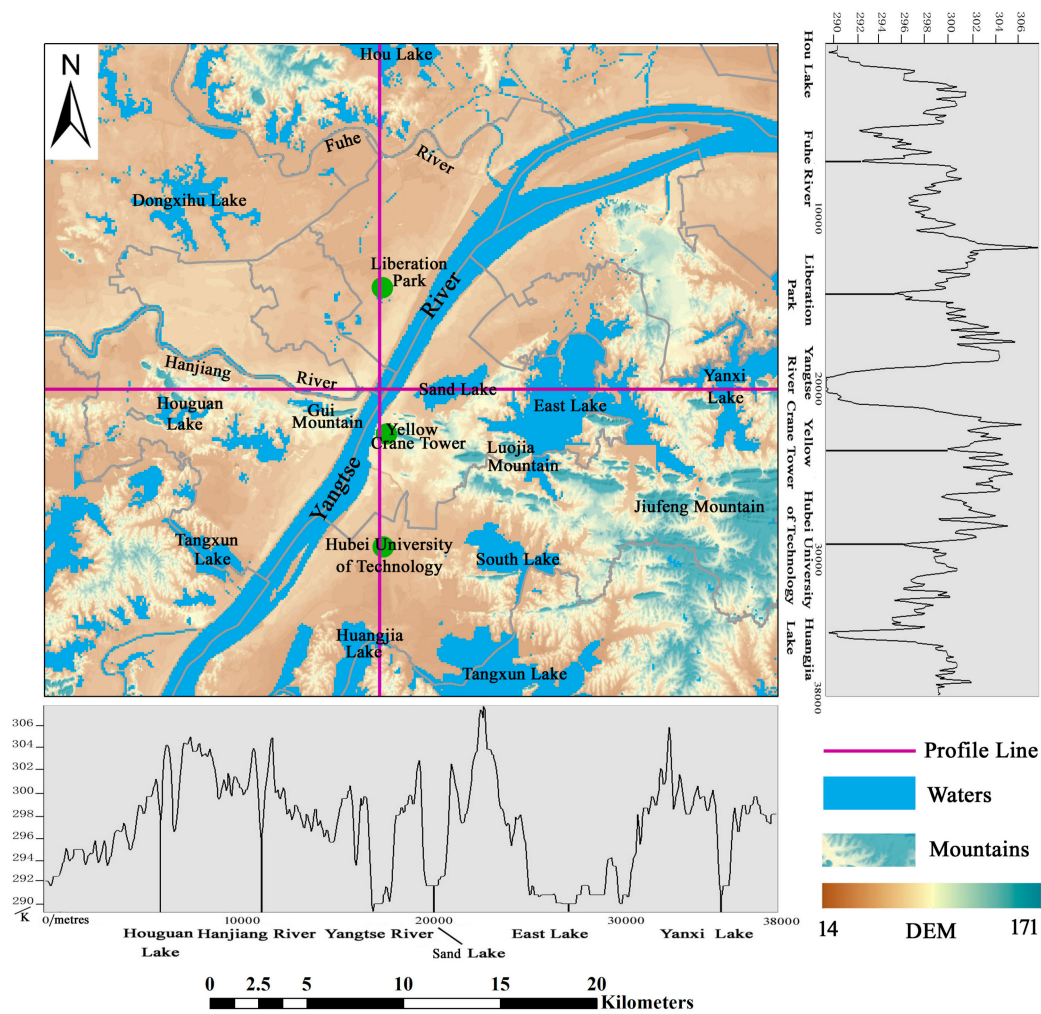 N
Hou Lake
Fuhe
River
Dongxihu Lake
Liberation
Park
River
Hanjiang
River
Sand Lake
Yanxi
Lake
Houguan
Lake
Gui
Mountain
East Lake
Yellow
Crane Tower
Luojia
Mountain
Yangtse
Jiufeng Mountain
Tangxun
Lake
Hubei University
of Technology
South Lake
Huangjia
Lake
Tangxun Lake
290
292
294
296
298
300
302
304
306
Hou Lake
Fuhe River
10000
Liberation
Park
Yangtse
River
20000
Yellow
Crane Tower
Hubei University
of Technology
30000
Huangjia
Lake
38000
306
304
302
300
298
296
294
292
290
K
0/metres
10000
20000
30000
38000
Houguan
Lake
Hanjiang River
Yangtse River
Sand Lake
East Lake
Yanxi Lake
Profile Line
Waters
Mountains
14
DEM
171
0 2.5 5 10 15 20
Kilometers